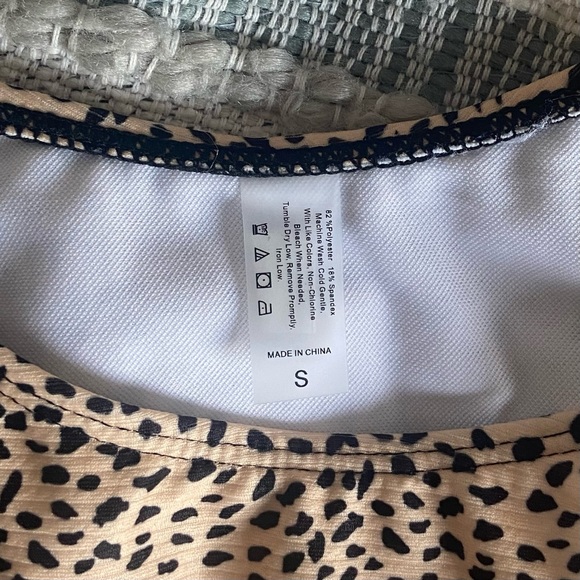 82 %Polyester 18% Spandex
Machine Wash Cold Gentle,
With Like Colors, Non-Chlorine
Bleach When Needed,
Tumble Dry Low, Remove Promptly,
Iron Low
MADE IN CHINA
S